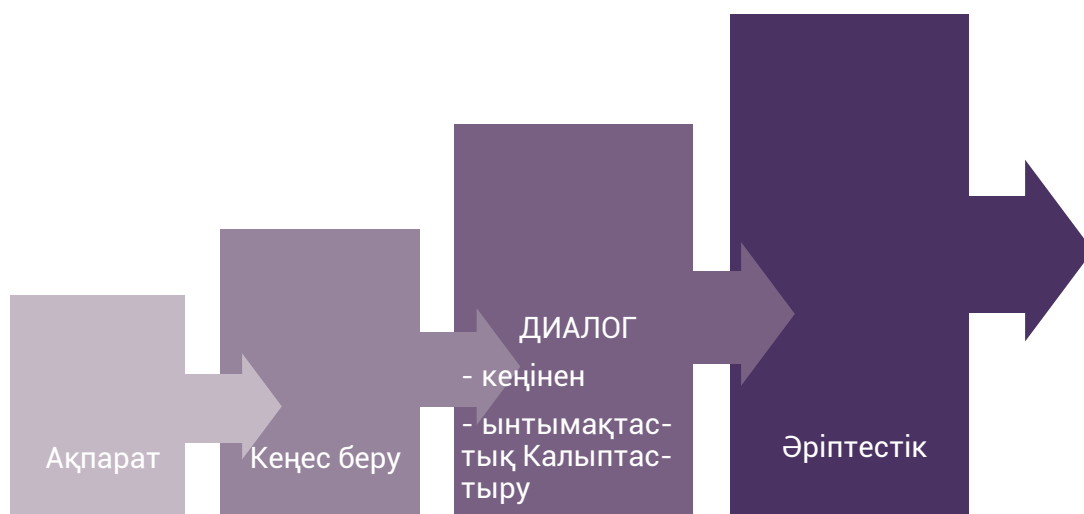 Ақпарат
Кеңес беру
ДИАЛОГ
- кеңінен
- ынтымақтас-
тық Калыптас-
тыру
Әріптестік